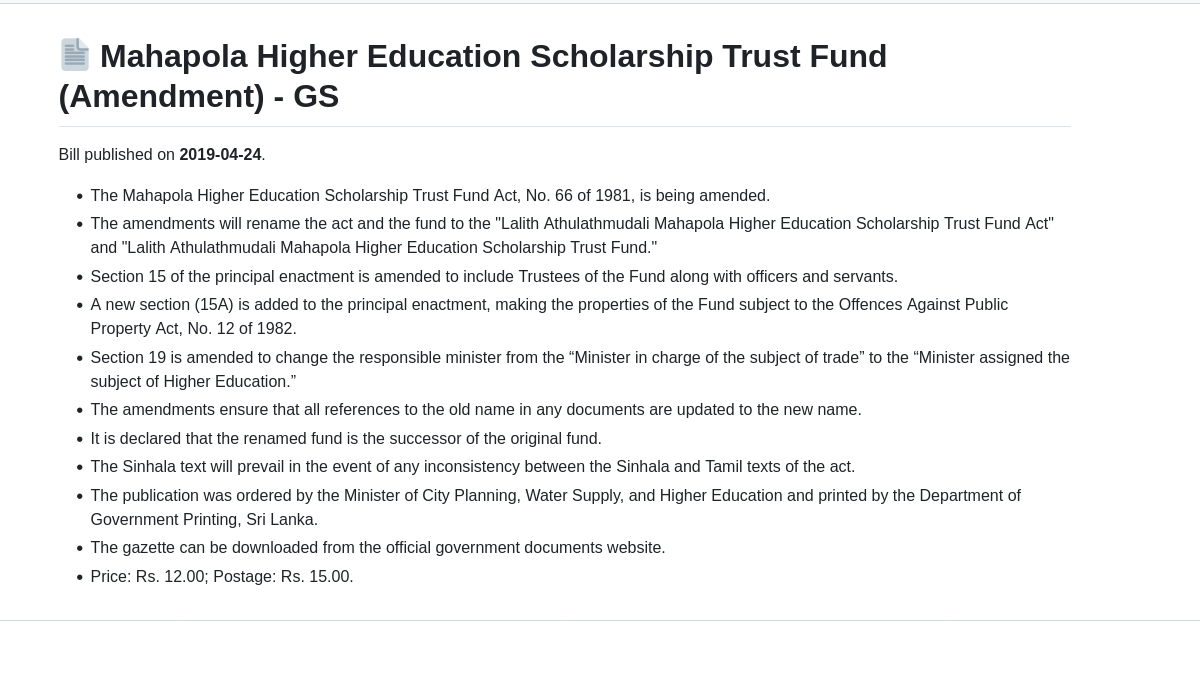 Mahapola Higher Education Scholarship Trust Fund
(Amendment) - GS
Bill published on 2019-04-24.
• The Mahapola Higher Education Scholarship Trust Fund Act, No. 66 of 1981, is being amended.
• The amendments will rename the act and the fund to the "Lalith Athulathmudali Mahapola Higher Education Scholarship Trust Fund Act"
and "Lalith Athulathmudali Mahapola Higher Education Scholarship Trust Fund."
• Section 15 of the principal enactment is amended to include Trustees of the Fund along with officers and servants.
• A new section (15A) is added to the principal enactment, making the properties of the Fund subject to the Offences Against Public
Property Act, No. 12 of 1982.
• Section 19 is amended to change the responsible minister from the “Minister in charge of the subject of trade” to the “Minister assigned the
subject of Higher Education.”
• The amendments ensure that all references to the old name in any documents are updated to the new name.
• It is declared that the renamed fund is the successor of the original fund.
• The Sinhala text will prevail in the event of any inconsistency between the Sinhala and Tamil texts of the act.
• The publication was ordered by the Minister of City Planning, Water Supply, and Higher Education and printed by the Department of
Government Printing, Sri Lanka.
• The gazette can be downloaded from the official government documents website.
• Price: Rs. 12.00; Postage: Rs. 15.00.